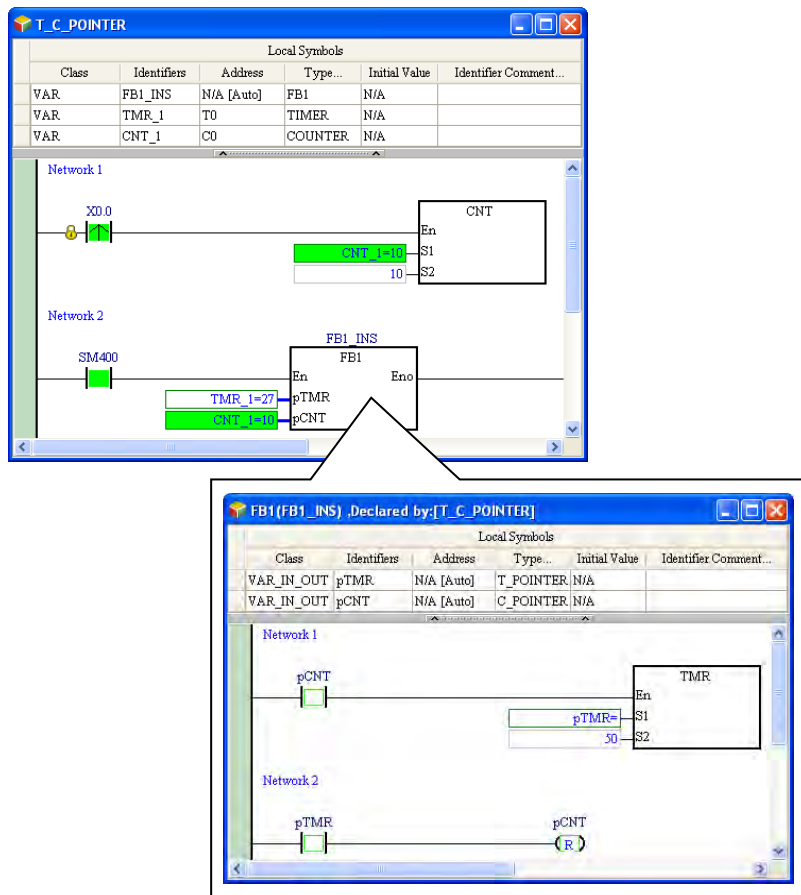 T_C_POINTER
Local Symbols
Class Identifiers Address Type... Initial Value Identifier Comment...
VAR FB1_INS N/A [Auto] FB1 N/A
VAR TMR_1 T0 TIMER N/A
VAR CNT_1 C0 COUNTER N/A
Network 1
X0.0
CNT
En
CNT_1=10 S1
10 S2
Network 2
FB1_INS
SM400
FB1
En Eno
TMR_1=27 pTMR
CNT_1=10 pCNT
FB1(FB1_INS) ,Declared by:[T_C_POINTER]
Local Symbols
Class Identifiers Address Type... Initial Value Identifier Comment...
VAR_IN_OUT pTMR N/A [Auto] T_POINTER N/A
VAR_IN_OUT pCNT N/A [Auto] C_POINTER N/A
Network 1
pCNT
TMR
En
pTMR= S1
50 S2
Network 2
pTMR pCNT
R